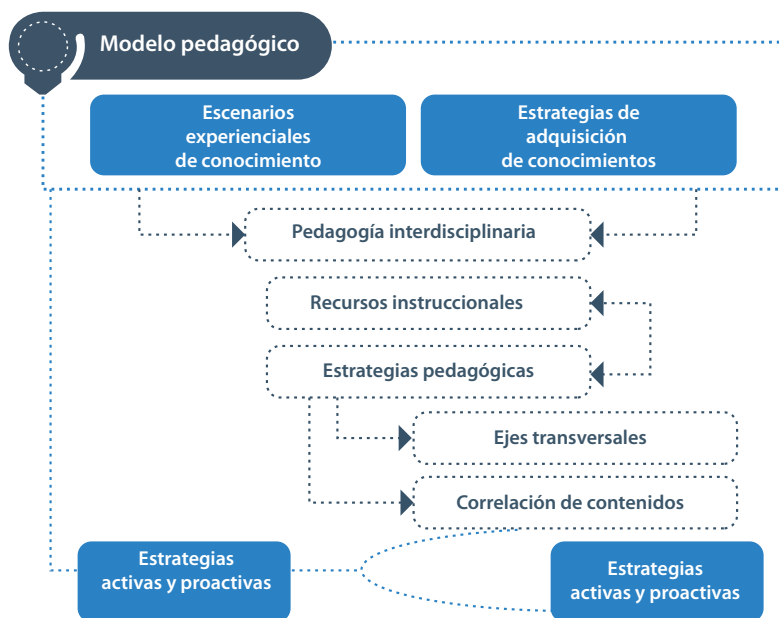 Modelo pedagógico
Escenarios
experienciales
de conocimiento
Estrategias de
adquisición
de conocimientos
Pedagogía interdisciplinaria
Recursos instruccionales
Estrategias pedagógicas
Ejes transversales
Correlación de contenidos
Estrategias
activas y proactivas
Estrategias
activas y proactivas